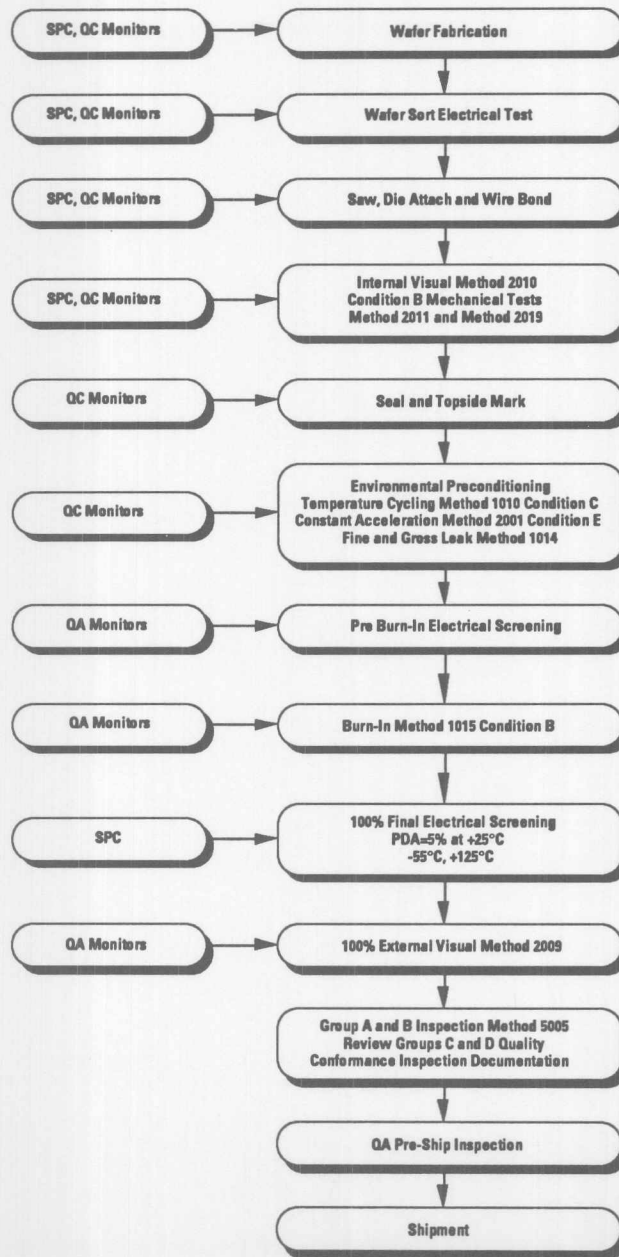 SPC, QC Monitors
Wafer Fabrication
SPC, QC Monitors
Wafer Sort Electrical Test
SPC, QC Monitors
Saw, Die Attach and Wire Bond
SPC, QC Monitors
Internal Visual Method 2010
Condition B Mechanical Tests
Method 2011 and Method 2019
QC Monitors
Seal and Topside Mark
QC Monitors
Environmental Preconditioning
Temperature Cycling Method 1010 Condition C
Constant Acceleration Method 2001 Condition E
Fine and Gross Leak Method 1014
QA Monitors
Pre Burn-In Electrical Screening
QA Monitors
Burn-In Method 1015 Condition B
SPC
100% Final Electrical Screening
PDA=5% at +25°C
-55°C, +125°C
QA Monitors
100% External Visual Method 2009
Group A and B Inspection Method 5005
Review Groups C and D Quality
Conformance Inspection Documentation
QA Pre-Ship Inspection
Shipment